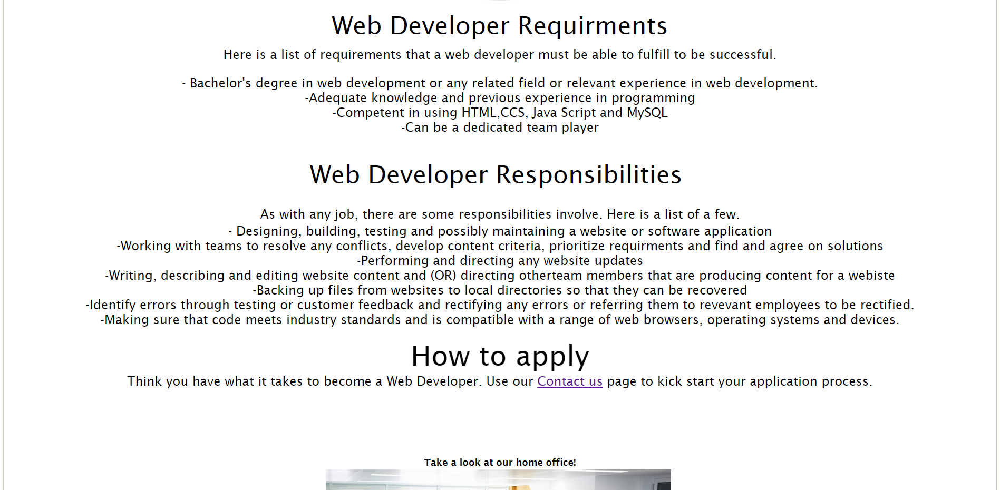 Web Developer Requirments
Here is a list of requirements that a web developer must be able to fulfill to be successful.
- Bachelor's degree in web development or any related field or relevant experience in web development.
-Adequate knowledge and previous experience in programming
-Competent in using HTML,CCS, Java Script and MySQL
-Can be a dedicated team player
Web Developer Responsibilities
As with any job, there are some responsibilities involve. Here is a list of a few.
- Designing, building, testing and possibly maintaining a website or software application
-Working with teams to resolve any conflicts, develop content criteria, prioritize requirments and find and agree on solutions
-Performing and directing any website updates
-Writing, describing and editing website content and (OR) directing otherteam members that are producing content for a webiste
-Backing up files from websites to local directories so that they can be recovered
-Identify errors through testing or customer feedback and rectifying any errors or referring them to revevant employees to be rectified.
-Making sure that code meets industry standards and is compatible with a range of web browsers, operating systems and devices.
How to apply
Think you have what it takes to become a Web Developer. Use our Contact us page to kick start your application process.
Take a look at our home office!